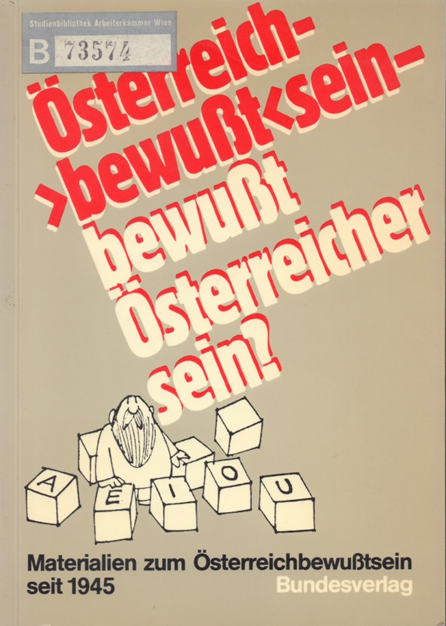 Studienbibliothek Arbeiterkammer Wien
B 73574
Österreich-
>bewußt<sein-
bewußt
Österreicher
sein?
A E I O U
Materialien zum Österreichbewußtsein
seit 1945 Bundesverlag